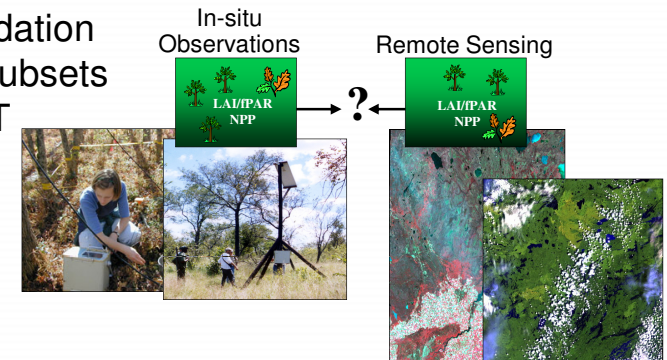 dation
ubsets
T
In-situ
Observations
Remote Sensing
LAI/fPAR
NPP
?
LAI/fPAR
NPP